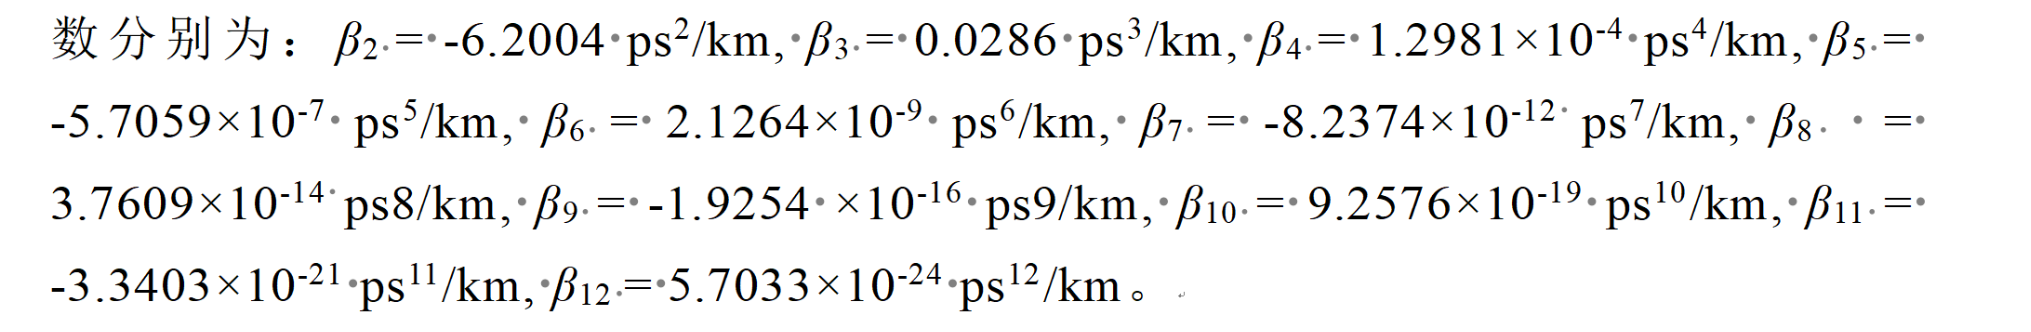 数分别为：β₂ = -6.2004 ps²/km, β₃ = 0.0286 ps³/km, β₄ = 1.2981×10⁻⁴ ps⁴/km, β₅ =
-5.7059×10⁻⁷ ps⁵/km, β₆ = 2.1264×10⁻⁹ ps⁶/km, β₇ = -8.2374×10⁻¹² ps⁷/km, β₈ =
3.7609×10⁻¹⁴ ps8/km, β₉ = -1.9254 ×10⁻¹⁶ ps9/km, β₁₀ = 9.2576×10⁻¹⁹ ps¹⁰/km, β₁₁ =
-3.3403×10⁻²¹ ps¹¹/km, β₁₂ = 5.7033×10⁻²⁴ ps¹²/km。